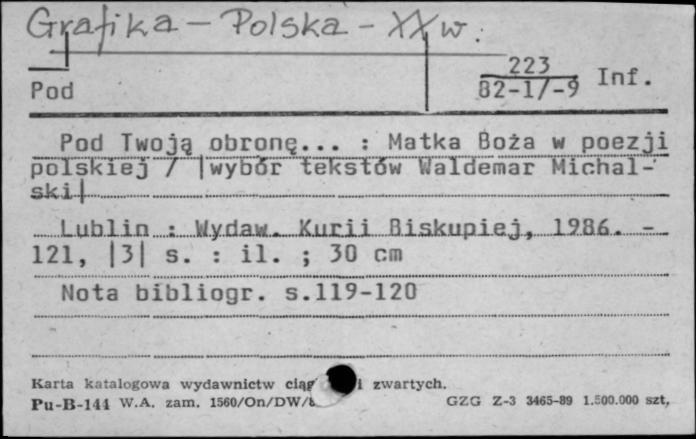 Grafika - Polska - XX w.
223
82-1/-9 Inf.
Pod
Pod Twoją obronę... : Matka Boża w poezji
polskiej / |wybór tekstów Waldemar Michal-
ski|
Lublin : Wydaw. Kurii Biskupiej, 1986. -
121, |3| s. : il. ; 30 cm
Nota bibliogr. s.119-120
Karta katalogowa wydawnictw i zwartych.
Pu-B-144 W.A. zam. 1560/On/DW/ GZG Z-3 3465-89 1.500.000 szt,